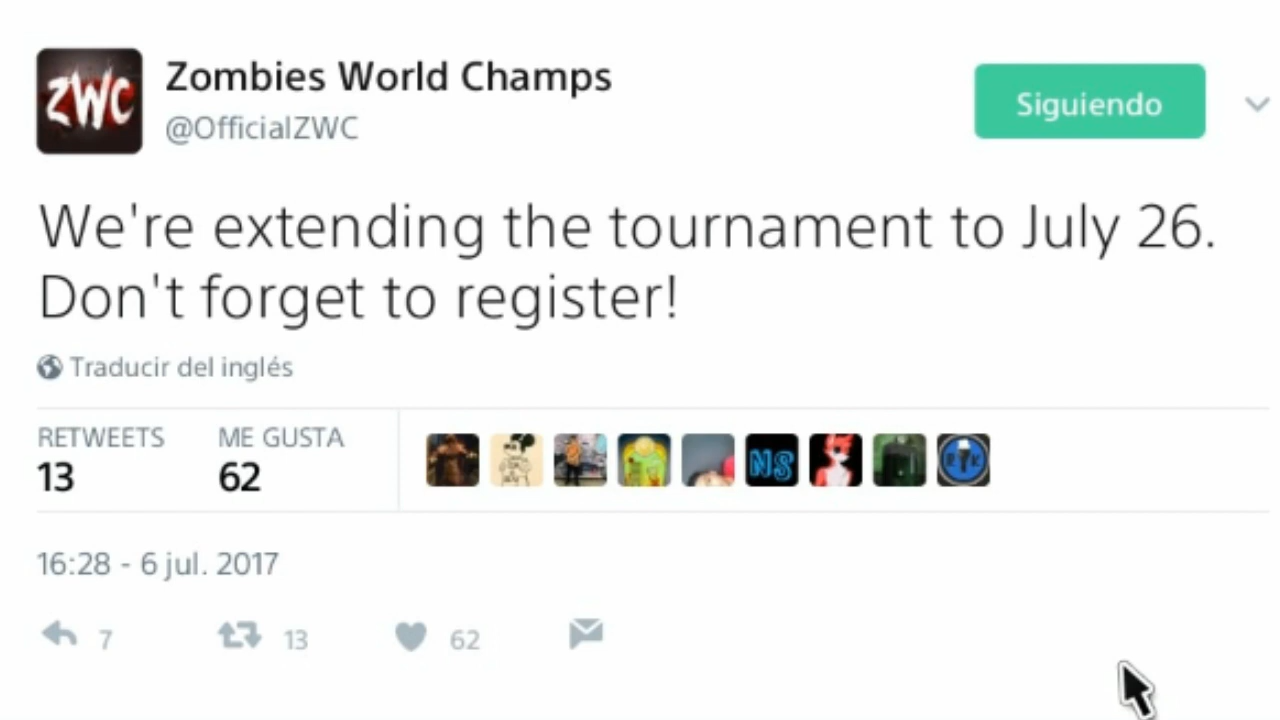 ZWC
Zombies World Champs
@OfficialZWC
Siguiendo
We're extending the tournament to July 26.
Don't forget to register!
Traducir del inglés
RETWEETS ME GUSTA
13 62
NS
16:28 - 6 jul. 2017
7 13 62